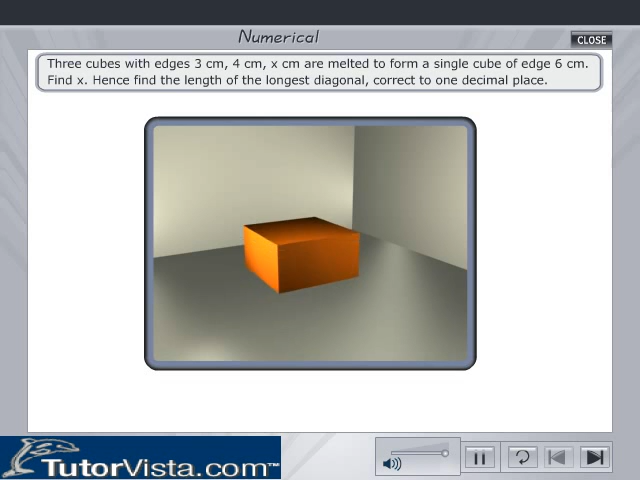 Numerical
CLOSE
Three cubes with edges 3 cm, 4 cm, x cm are melted to form a single cube of edge 6 cm.
Find x. Hence find the length of the longest diagonal, correct to one decimal place.
TutorVista.com™